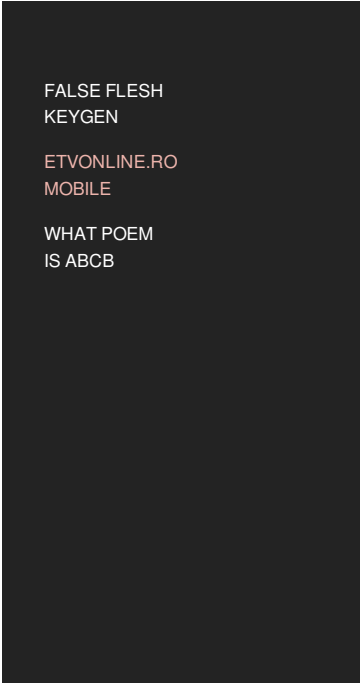 FALSE FLESH
KEYGEN
ETVONLINE.RO
MOBILE
WHAT POEM
IS ABCB